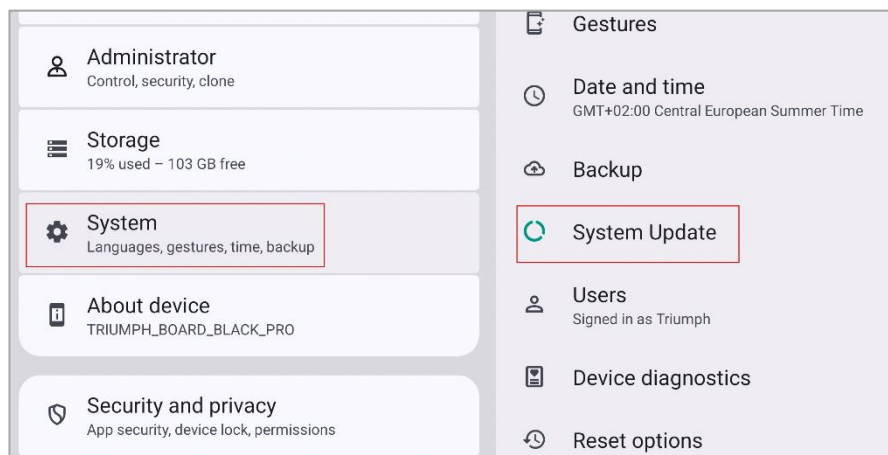 Administrator
Control, security, clone
Storage
19% used – 103 GB free
System
Languages, gestures, time, backup
About device
TRIUMPH_BOARD_BLACK_PRO
Security and privacy
App security, device lock, permissions
Gestures
Date and time
GMT+02:00 Central European Summer Time
Backup
System Update
Users
Signed in as Triumph
Device diagnostics
Reset options